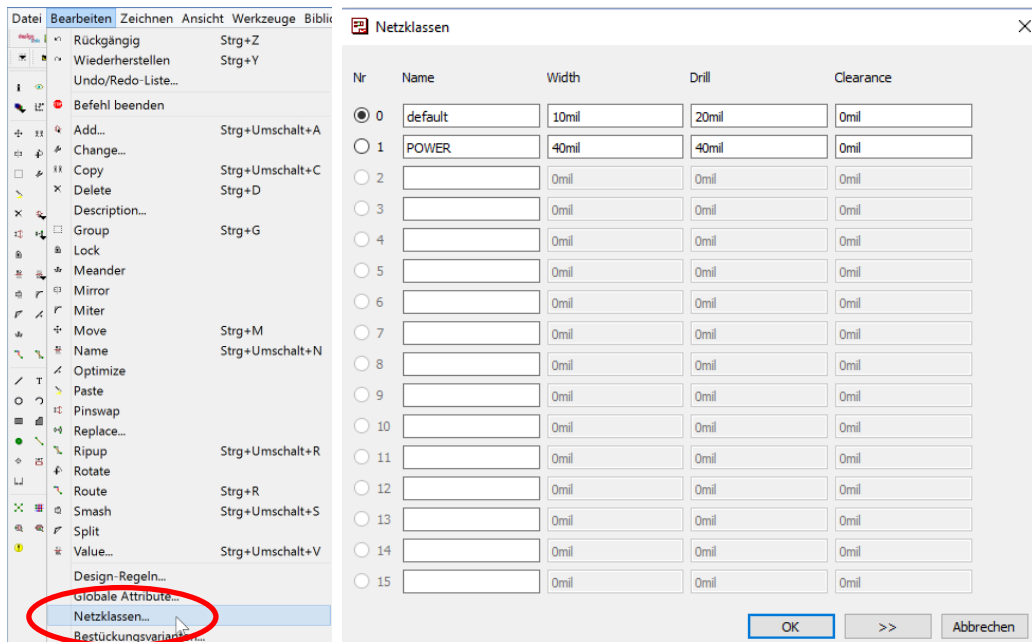 Datei Bearbeiten Zeichnen Ansicht Werkzeuge
Rückgängig Strg+Z
Wiederherstellen Strg+Y
Undo/Redo-Liste...
Befehl beenden
Add... Strg+Umschalt+A
Change...
Copy Strg+Umschalt+C
Delete Strg+D
Description...
Group Strg+G
Lock
Meander
Mirror
Miter
Move Strg+M
Name Strg+Umschalt+N
Optimize
Paste
Pinswap
Replace...
Ripup Strg+Umschalt+R
Rotate
Route Strg+R
Smash Strg+Umschalt+S
Split
Value... Strg+Umschalt+V
Design-Regeln...
Globale Attribute...
Netzklassen...
Bestückungsvarianten...
Netzklassen
Nr Name Width Drill Clearance
0 default 10mil 20mil 0mil
1 POWER 40mil 40mil 0mil
2 0mil 0mil 0mil
3 0mil 0mil 0mil
4 0mil 0mil 0mil
5 0mil 0mil 0mil
6 0mil 0mil 0mil
7 0mil 0mil 0mil
8 0mil 0mil 0mil
9 0mil 0mil 0mil
10 0mil 0mil 0mil
11 0mil 0mil 0mil
12 0mil 0mil 0mil
13 0mil 0mil 0mil
14 0mil 0mil 0mil
15 0mil 0mil 0mil
OK >> Abbrechen